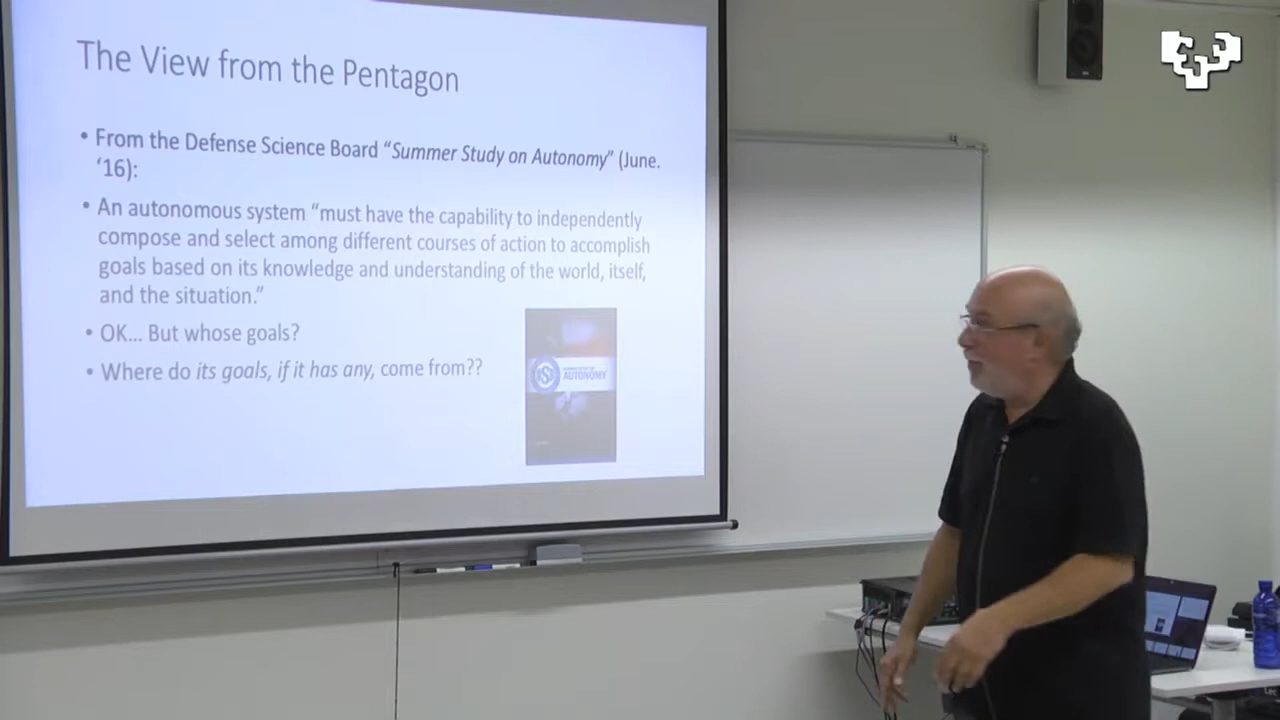 The View from the Pentagon
• From the Defense Science Board “Summer Study on Autonomy” (June.
‘16):
• An autonomous system “must have the capability to independently
compose and select among different courses of action to accomplish
goals based on its knowledge and understanding of the world, itself,
and the situation.”
• OK... But whose goals?
• Where do its goals, if it has any, come from??
AUTONOMY